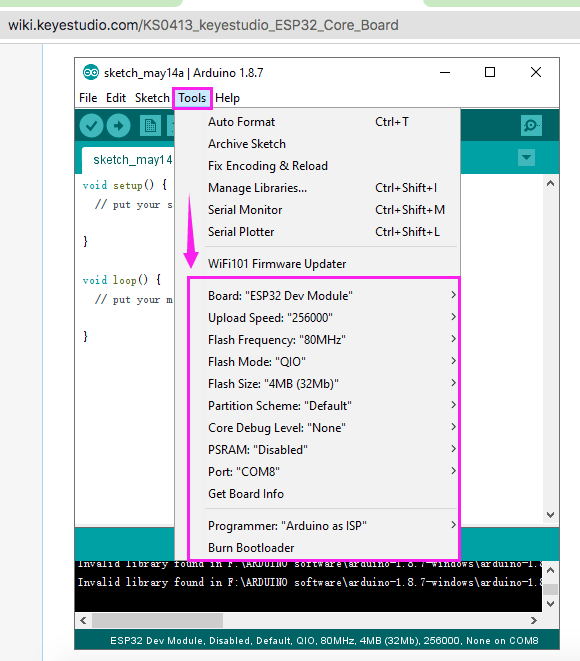 wiki.keyestudio.com/KS0413_keyestudio_ESP32_Core_Board
sketch_may14a | Arduino 1.8.7
File Edit Sketch Tools Help
Auto Format Ctrl+T
Archive Sketch
Fix Encoding & Reload
Manage Libraries... Ctrl+Shift+I
Serial Monitor Ctrl+Shift+M
Serial Plotter Ctrl+Shift+L
WiFi101 Firmware Updater
Board: "ESP32 Dev Module"
Upload Speed: "256000"
Flash Frequency: "80MHz"
Flash Mode: "QIO"
Flash Size: "4MB (32Mb)"
Partition Scheme: "Default"
Core Debug Level: "None"
PSRAM: "Disabled"
Port: "COM8"
Get Board Info
Programmer: "Arduino as ISP"
Burn Bootloader
sketch_may14
void setup() {
// put your s
}
void loop() {
// put your m
}
Invalid library found in F:\ARDUINO software\arduino-1.8.7-windows\arduino-1.8
Invalid library found in F:\ARDUINO software\arduino-1.8.7-windows\arduino-1.8
ESP32 Dev Module, Disabled, Default, QIO, 80MHz, 4MB (32Mb), 256000, None on COM8